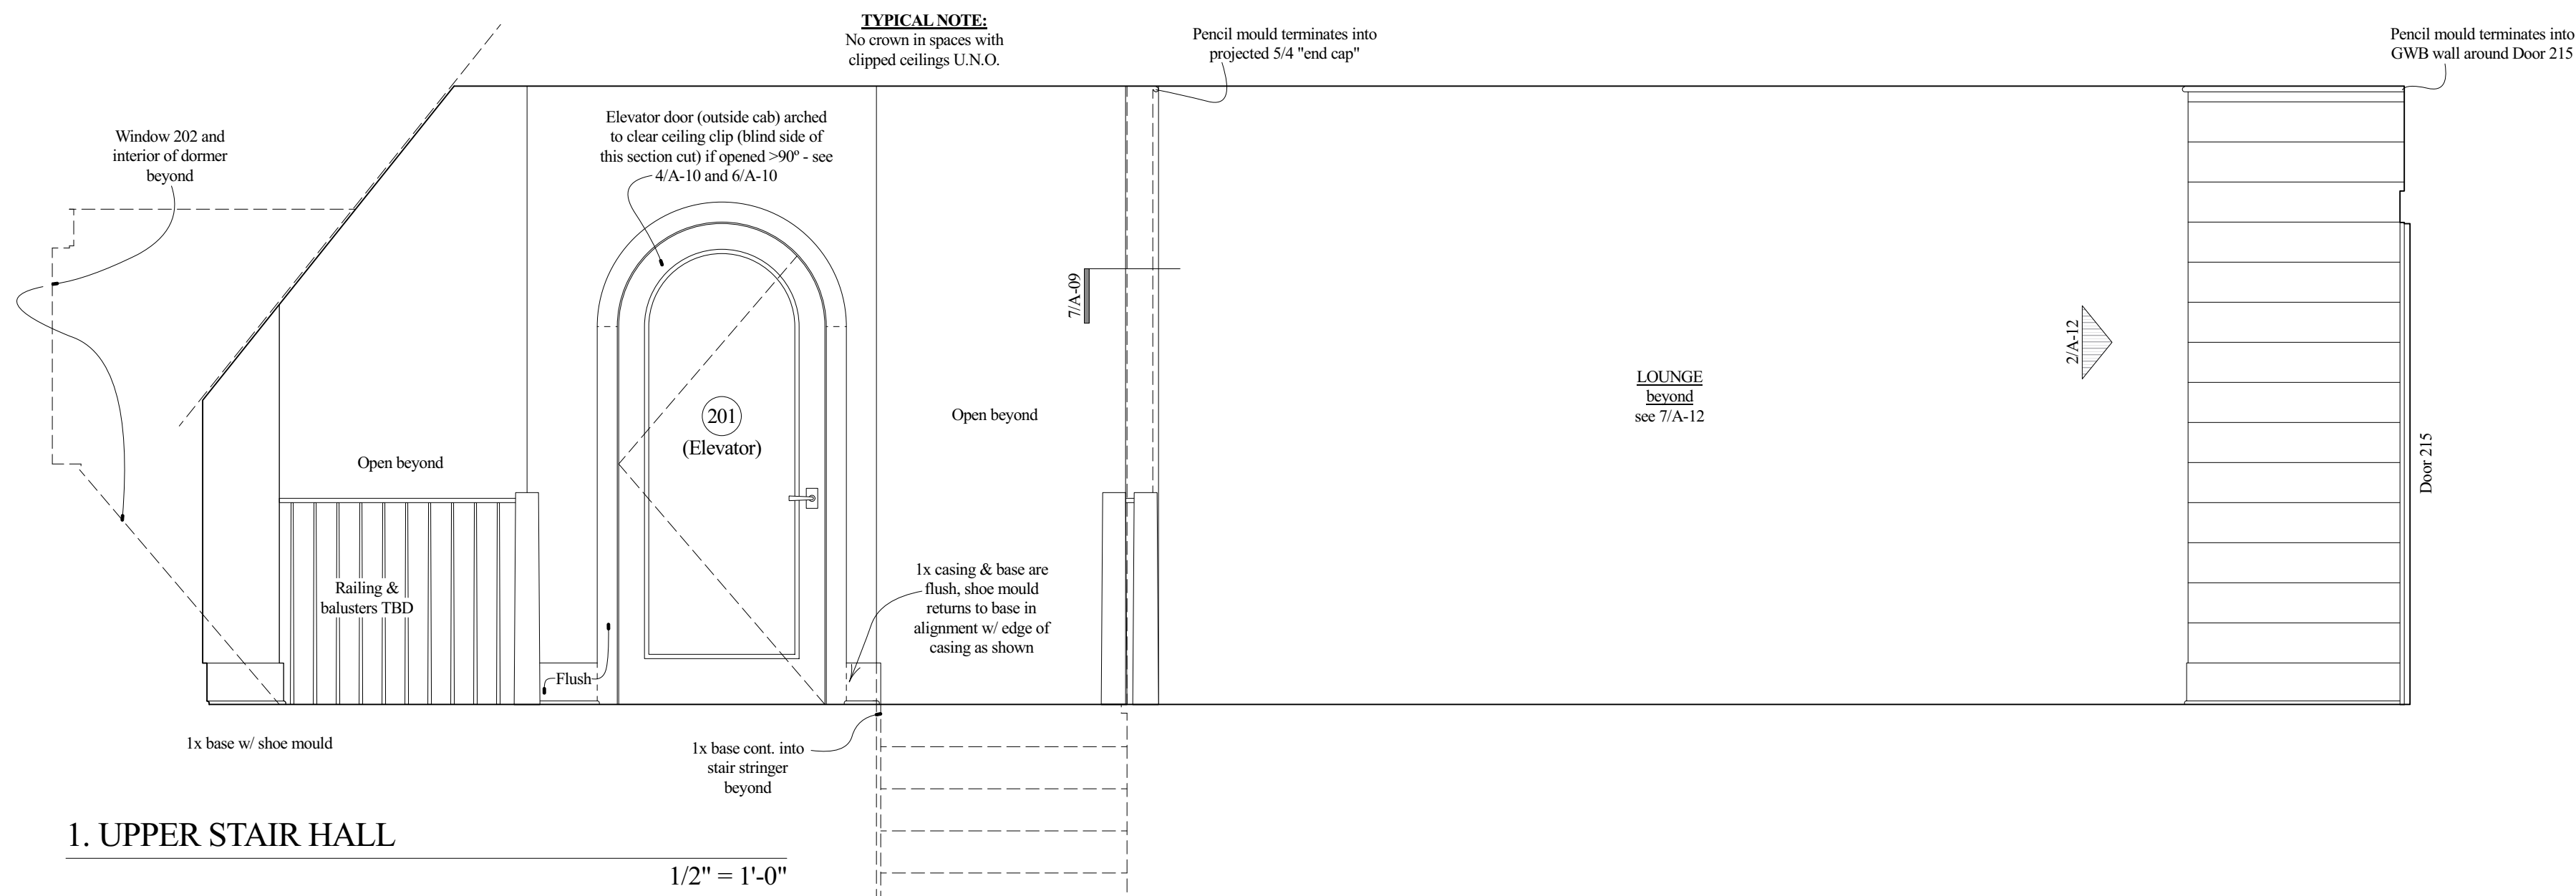 TYPICAL NOTE:
No crown in spaces with
clipped ceilings U.N.O.
Pencil mould terminates into
projected 5/4 "end cap"
Pencil mould terminates into
GWB wall around Door 215
Window 202 and
interior of dormer
beyond
Elevator door (outside cab) arched
to clear ceiling clip (blind side of
this section cut) if opened >90º - see
4/A-10 and 6/A-10
7/A-09
2/A-12
LOUNGE
beyond
see 7/A-12
201
(Elevator)
Open beyond
Open beyond
Door 215
Railing &
balusters TBD
1x casing & base are
flush, shoe mould
returns to base in
alignment w/ edge of
casing as shown
Flush
1x base w/ shoe mould
1x base cont. into
stair stringer
beyond
1. UPPER STAIR HALL
1/2" = 1'-0"